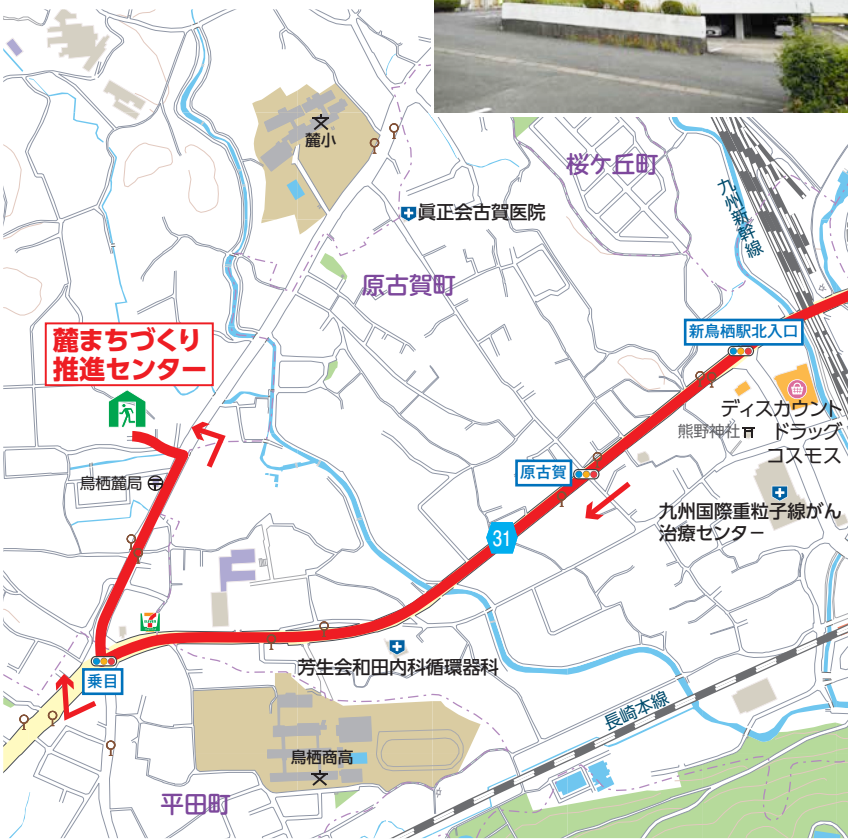 麓小
桜ケ丘町
九州新幹線
眞正会古賀医院
原古賀町
麓まちづくり
推進センター
新鳥栖駅北入口
ディスカウント
ドラッグ
コスモス
熊野神社
鳥栖麓局
原古賀
九州国際重粒子線がん
治療センター
31
7
芳生会和田内科循環器科
乗目
長崎本線
鳥栖商高
平田町